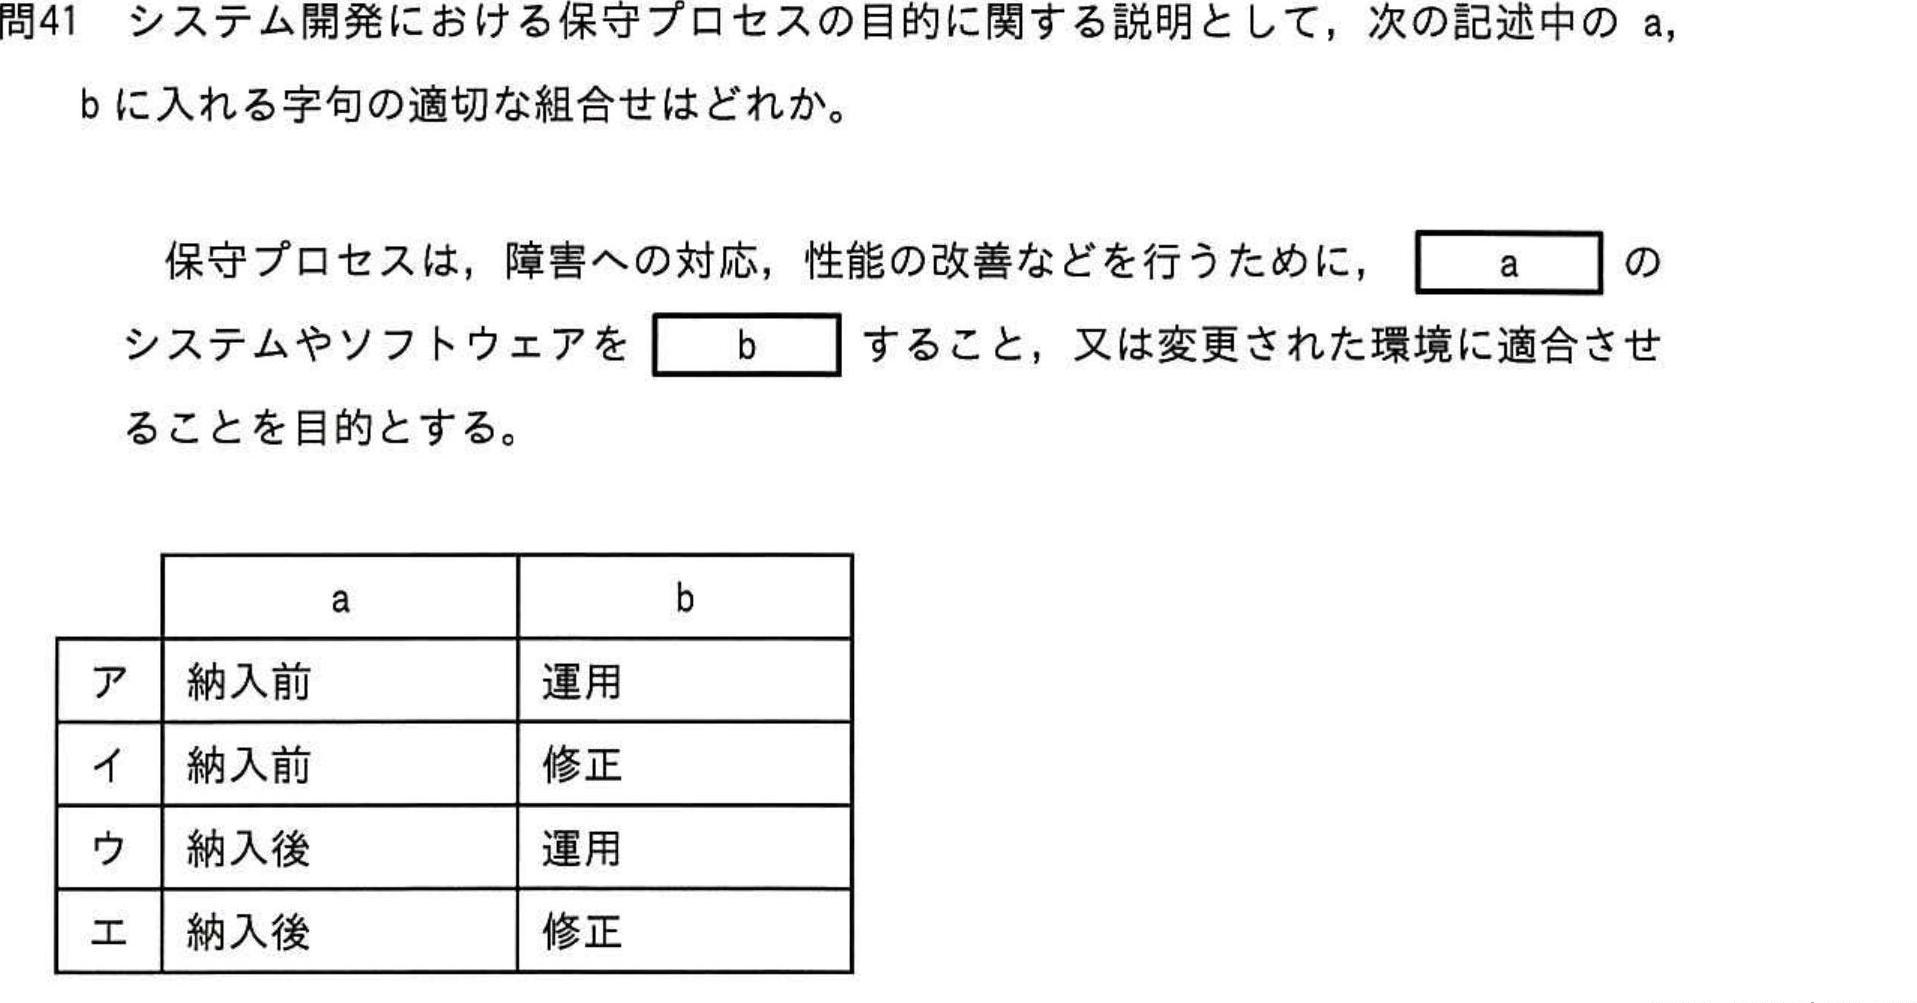 問41 システム開発における保守プロセスの目的に関する説明として，次の記述中の a，
b に入れる字句の適切な組合せはどれか。
保守プロセスは，障害への対応，性能の改善などを行うために， a の
システムやソフトウェアを b すること，又は変更された環境に適合させ
ることを目的とする。
a b
ア 納入前 運用
イ 納入前 修正
ウ 納入後 運用
エ 納入後 修正